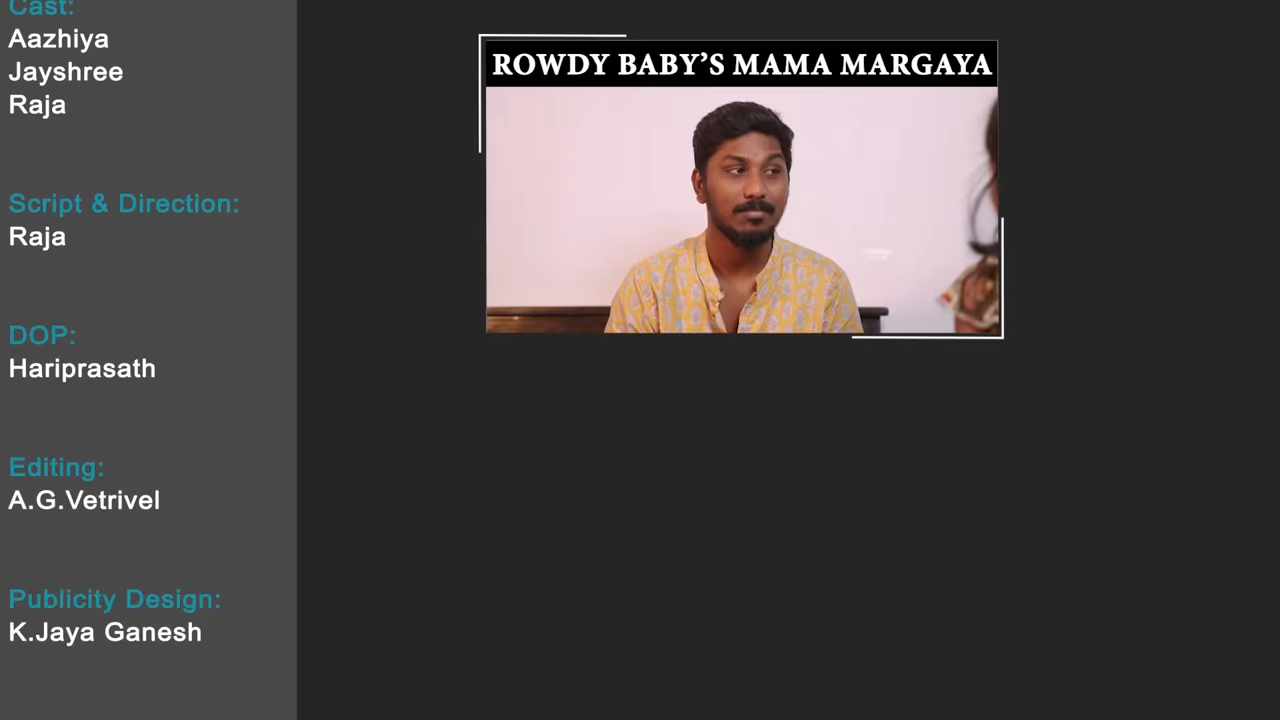 Cast:
Aazhiya
Jayshree
Raja
Script & Direction:
Raja
DOP:
Hariprasath
Editing:
A.G.Vetrivel
Publicity Design:
K.Jaya Ganesh
ROWDY BABY’S MAMA MARGAYA